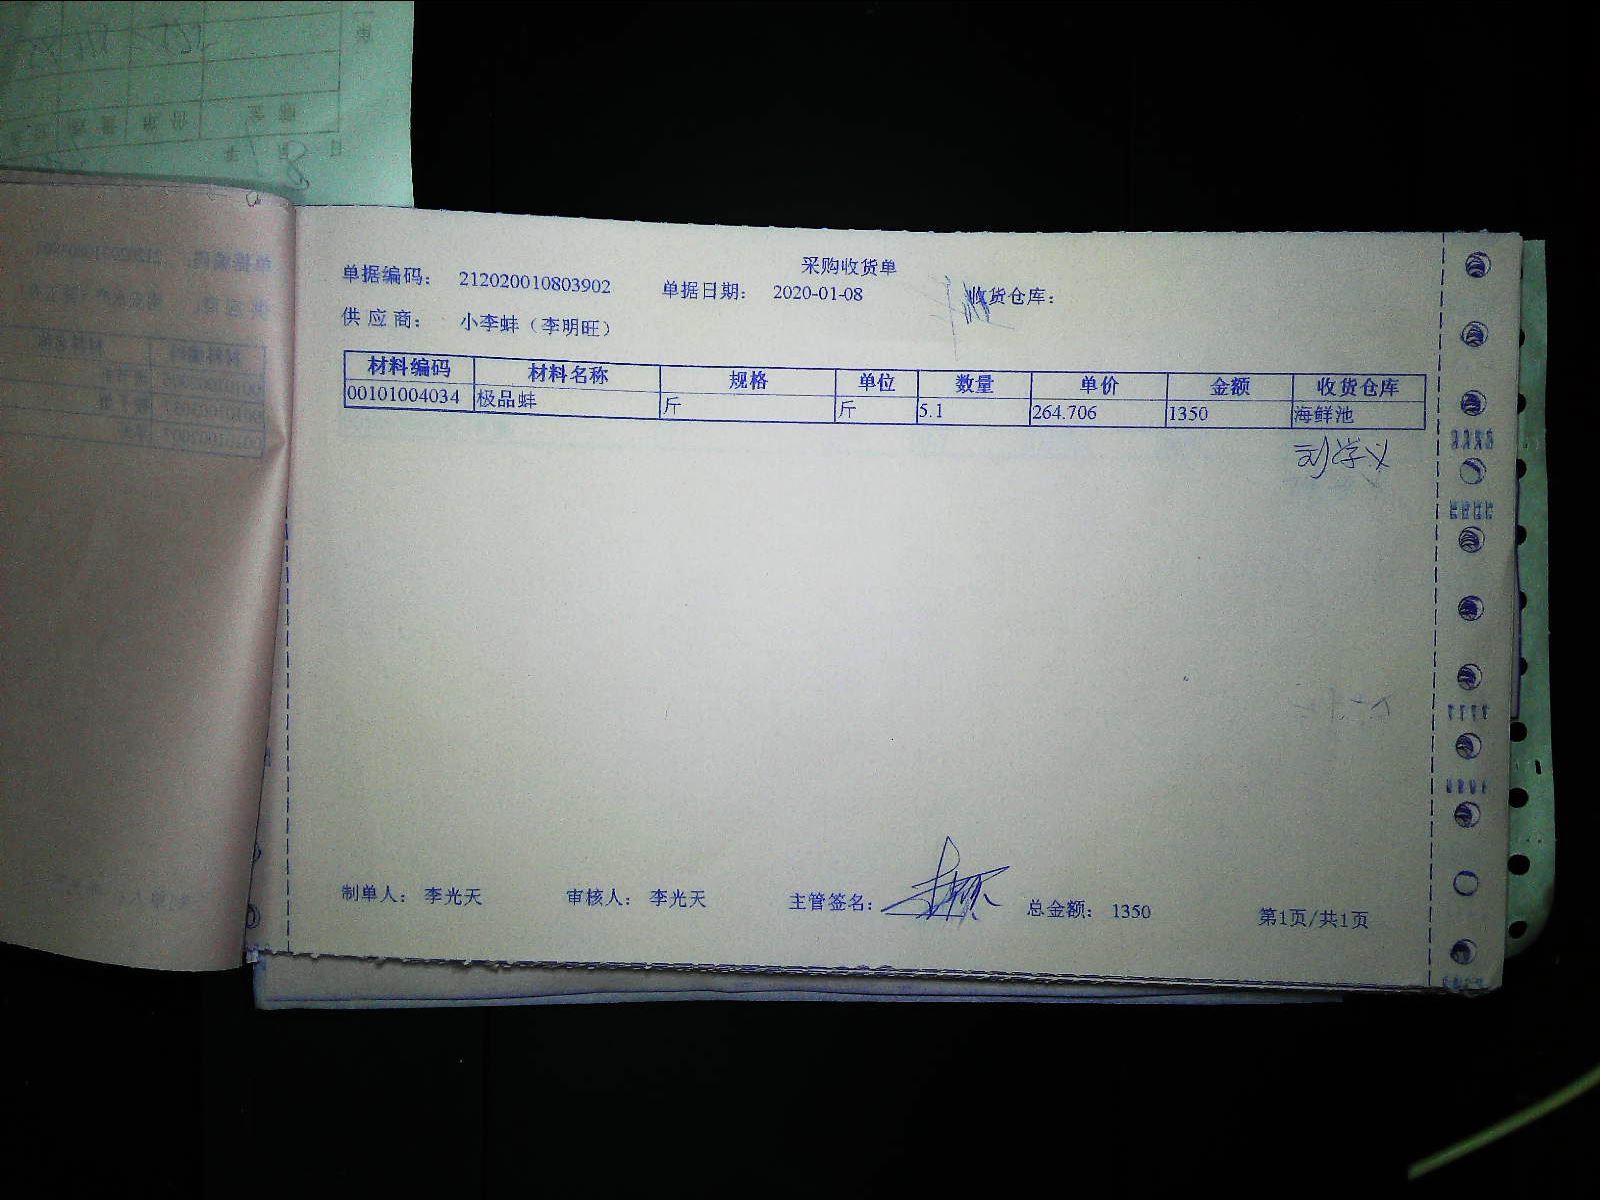 采购收货单
单据编码： 212020010803902 单据日期： 2020-01-08 收货仓库：
供应商： 小李蚌（李明旺）
材料编码 材料名称 规格 单位 数量 单价 金额 收货仓库
00101004034 极品蚌 斤 斤 5.1 264.706 1350 海鲜池
刘学义
制单人： 李光天 审核人： 李光天 主管签名： 总金额： 1350 第1页/共1页